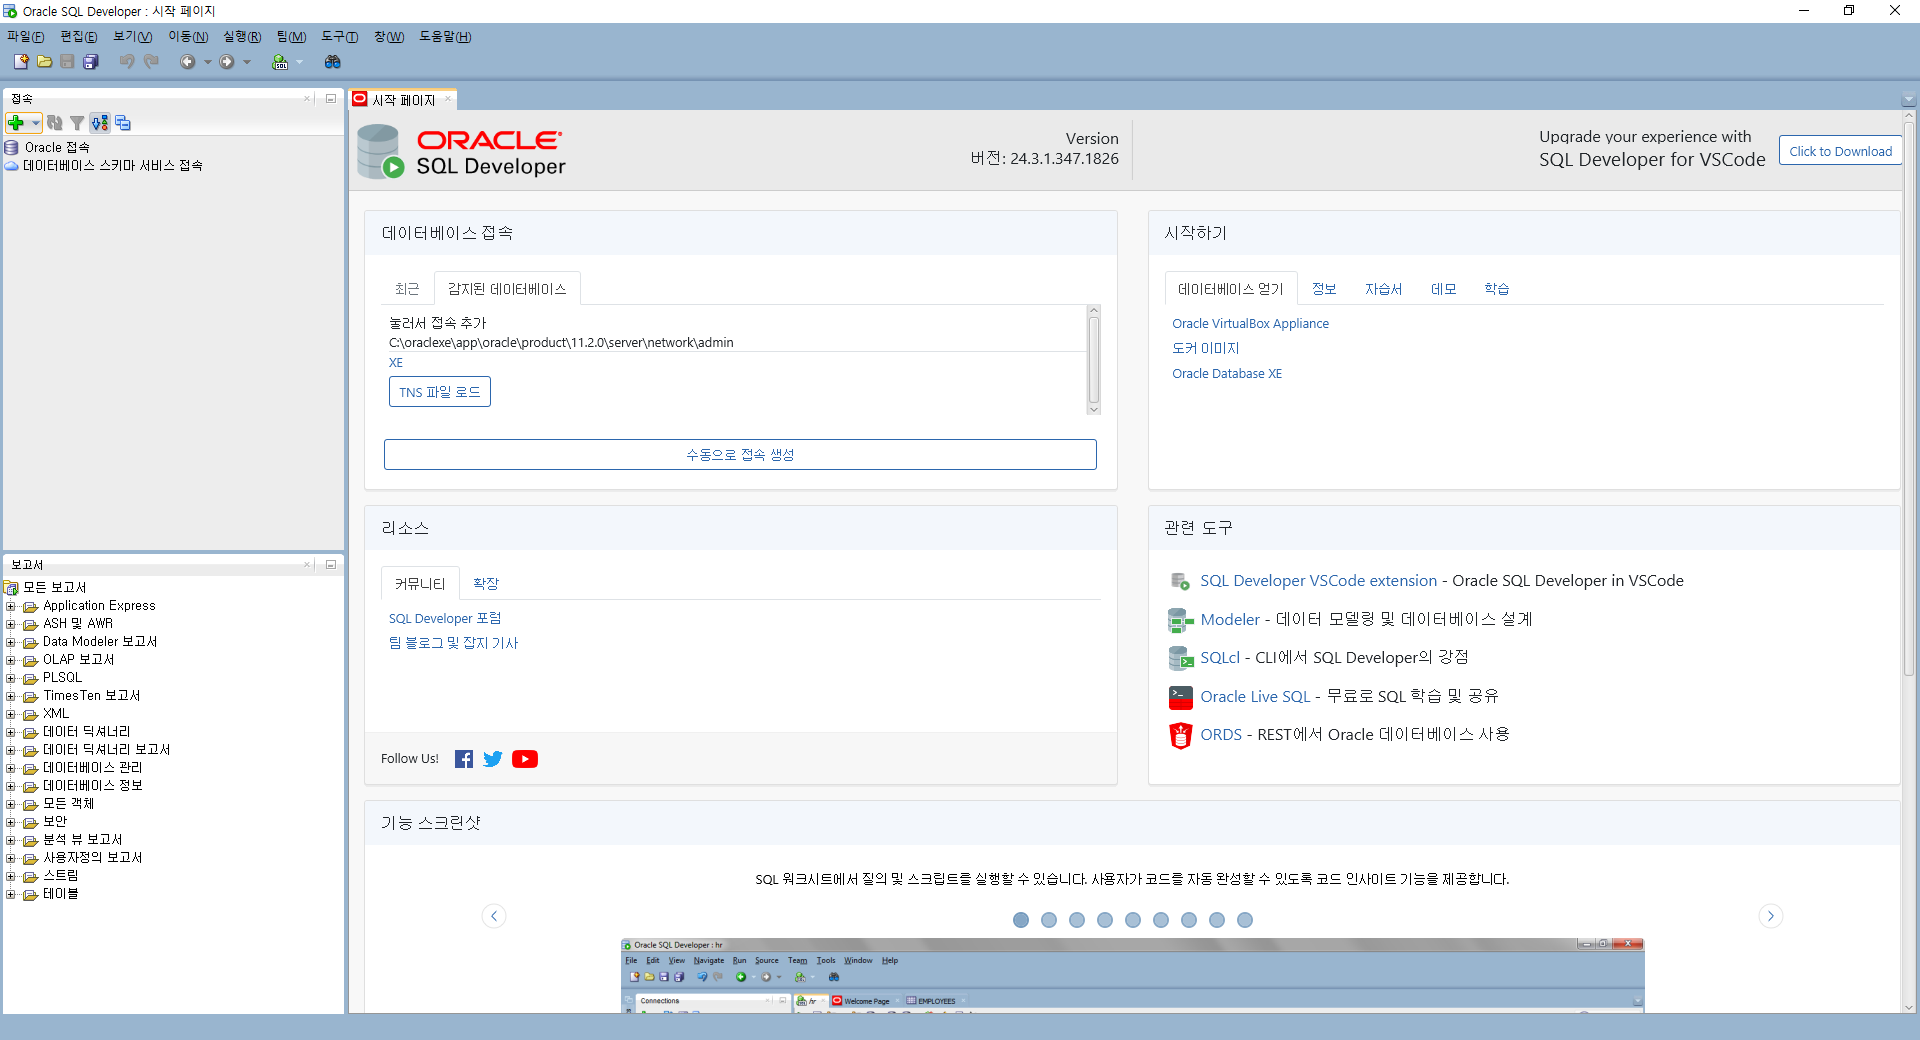 Oracle SQL Developer : 시작 페이지
파일(F) 편집(E) 보기(V) 이동(N) 실행(R) 팀(M) 도구(T) 창(W) 도움말(H)
접속
Oracle 접속
데이터베이스 스키마 서비스 접속
보고서
모든 보고서
Application Express
ASH 및 AWR
Data Modeler 보고서
OLAP 보고서
PLSQL
TimesTen 보고서
XML
데이터 딕셔너리
데이터 딕셔너리 보고서
데이터베이스 관리
데이터베이스 정보
모든 객체
보안
분석 뷰 보고서
사용자정의 보고서
스트림
테이블
시작 페이지
ORACLE
SQL Developer
Version
버전: 24.3.1.347.1826
Upgrade your experience with
SQL Developer for VSCode
Click to Download
데이터베이스 접속
최근 감지된 데이터베이스
눌러서 접속 추가
C:\oraclexe\app\oracle\product\11.2.0\server\network\admin
XE
TNS 파일 로드
수동으로 접속 생성
시작하기
데이터베이스 얻기 정보 자습서 데모 학습
Oracle VirtualBox Appliance
도커 이미지
Oracle Database XE
리소스
커뮤니티 확장
SQL Developer 포럼
팀 블로그 및 잡지 기사
Follow Us!
관련 도구
SQL Developer VSCode extension - Oracle SQL Developer in VSCode
Modeler - 데이터 모델링 및 데이터베이스 설계
SQLcl - CLI에서 SQL Developer의 강점
Oracle Live SQL - 무료로 SQL 학습 및 공유
ORDS - REST에서 Oracle 데이터베이스 사용
기능 스크린샷
SQL 워크시트에서 질의 및 스크립트를 실행할 수 있습니다. 사용자가 코드를 자동 완성할 수 있도록 코드 인사이트 기능을 제공합니다.
Oracle SQL Developer : hr
File Edit View Navigate Run Source Team Tools Window Help
Connections
hr Welcome Page EMPLOYEES